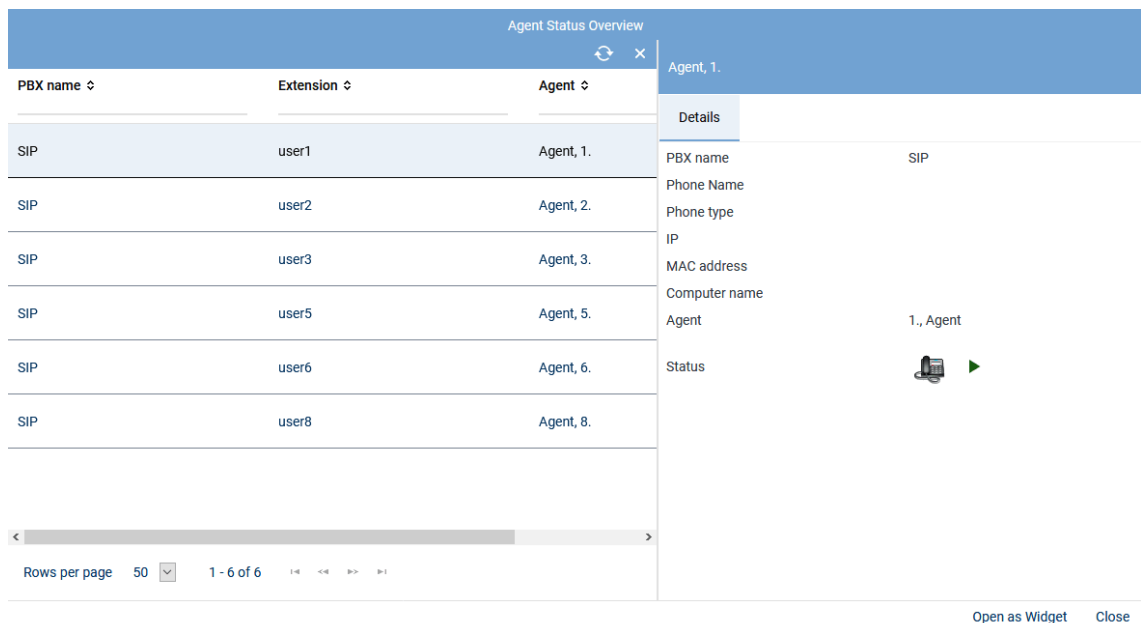 Agent Status Overview
PBX name Extension Agent
SIP user1 Agent, 1.
SIP user2 Agent, 2.
SIP user3 Agent, 3.
SIP user5 Agent, 5.
SIP user6 Agent, 6.
SIP user8 Agent, 8.
Rows per page 50 1 - 6 of 6
Agent, 1.
Details
PBX name SIP
Phone Name
Phone type
IP
MAC address
Computer name
Agent 1., Agent
Status
Open as Widget Close